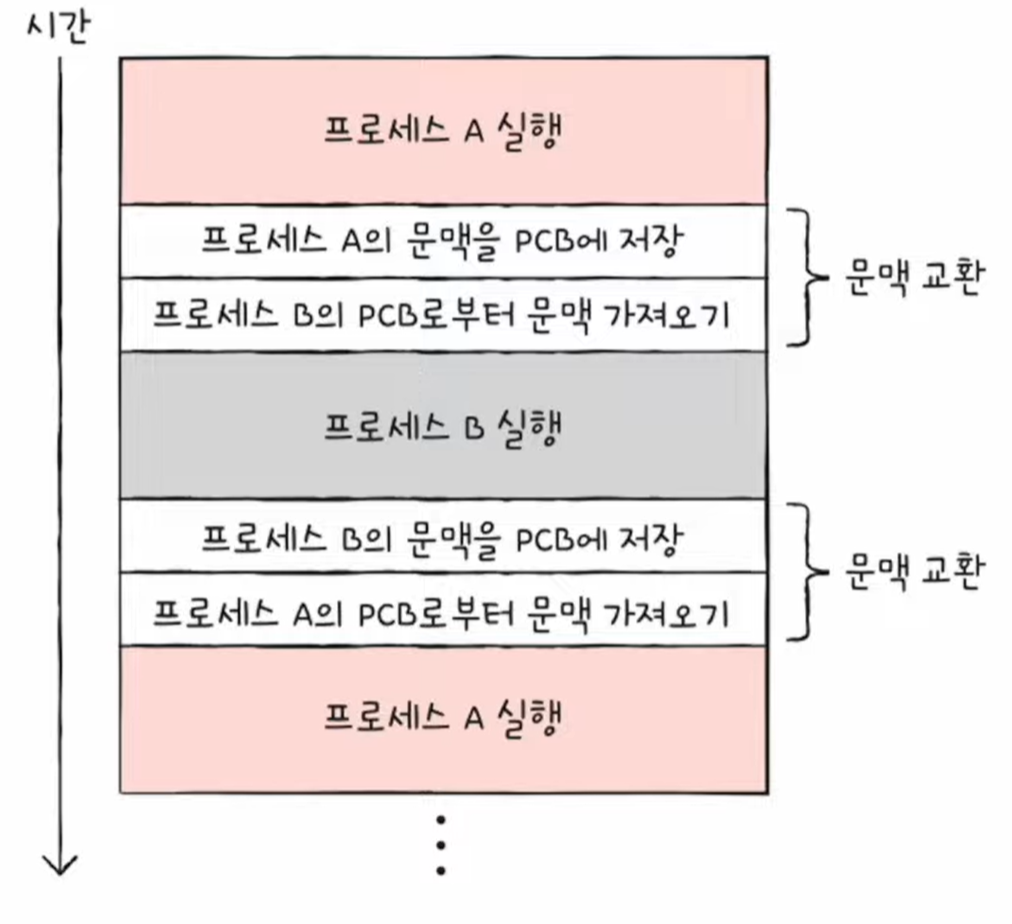 시간
프로세스 A 실행
프로세스 A의 문맥을 PCB에 저장
프로세스 B의 PCB로부터 문맥 가져오기
문맥 교환
프로세스 B 실행
프로세스 B의 문맥을 PCB에 저장
프로세스 A의 PCB로부터 문맥 가져오기
문맥 교환
프로세스 A 실행